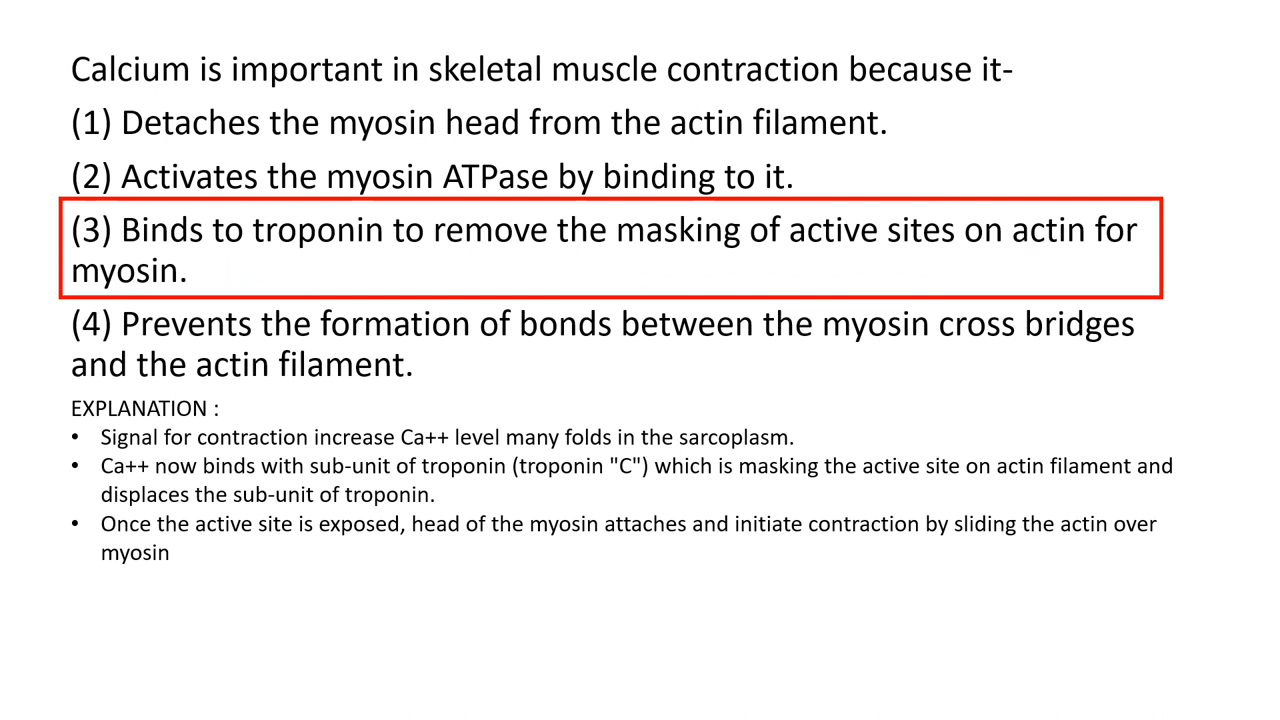 Calcium is important in skeletal muscle contraction because it-
(1) Detaches the myosin head from the actin filament.
(2) Activates the myosin ATPase by binding to it.
(3) Binds to troponin to remove the masking of active sites on actin for
myosin.
(4) Prevents the formation of bonds between the myosin cross bridges
and the actin filament.
EXPLANATION :
• Signal for contraction increase Ca++ level many folds in the sarcoplasm.
• Ca++ now binds with sub-unit of troponin (troponin "C") which is masking the active site on actin filament and
displaces the sub-unit of troponin.
• Once the active site is exposed, head of the myosin attaches and initiate contraction by sliding the actin over
myosin